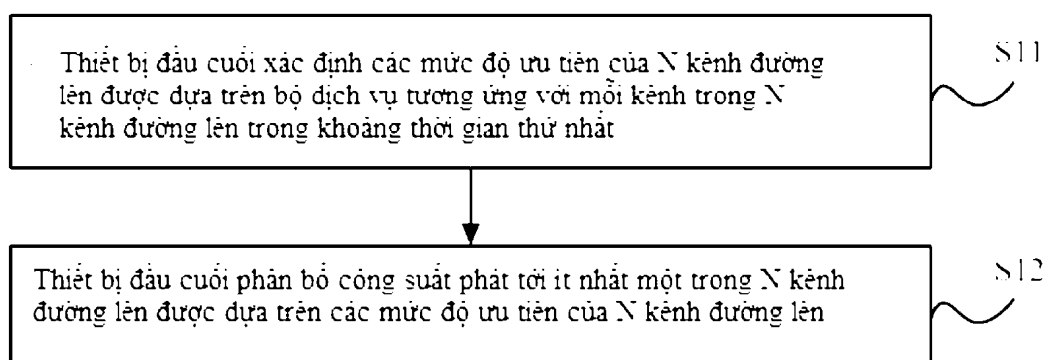 Thiết bị đầu cuối xác định các mức độ ưu tiên của N kênh đường
lên được dựa trên bộ dịch vụ tương ứng với mỗi kênh trong N
kênh đường lên trong khoảng thời gian thứ nhất
S11
Thiết bị đầu cuối phân bổ công suất phát tới ít nhất một trong N kênh
đường lên được dựa trên các mức độ ưu tiên của N kênh đường lên
S12